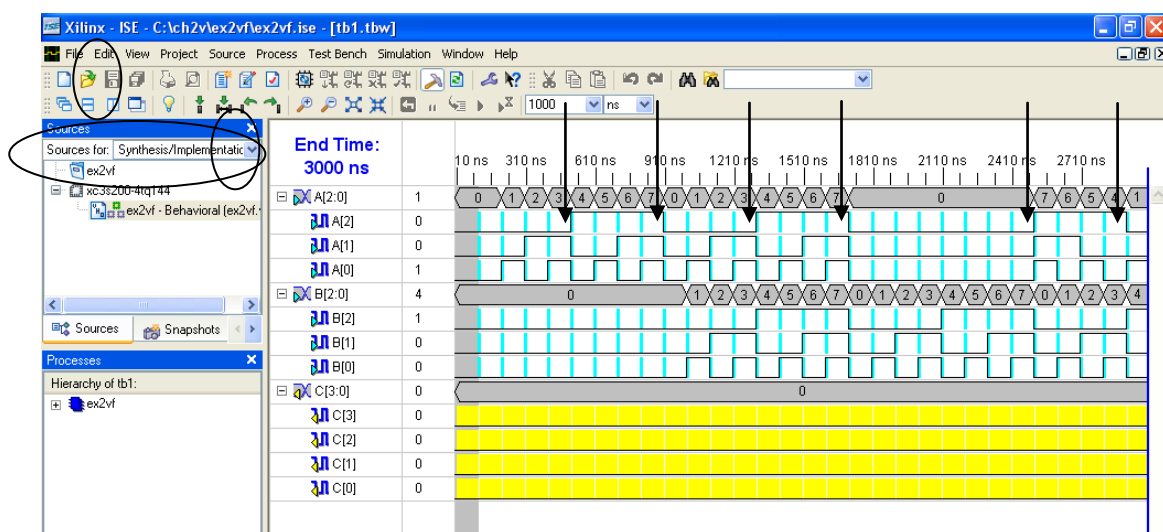 Xilinx - ISE - C:\ch2v\ex2vf\ex2vf.ise - [tb1.tbw]
File Edit View Project Source Process Test Bench Simulation Window Help
1000 ns
Sources
Sources for: Synthesis/Implementatic
ex2vf
xc3s200-4tq144
ex2vf - Behavioral (ex2vf.
Sources Snapshots
Processes
Hierarchy of tb1:
ex2vf
End Time:
3000 ns
10 ns 310 ns 610 ns 910 ns 1210 ns 1510 ns 1810 ns 2110 ns 2410 ns 2710 ns
A[2:0] 1 0 1 2 3 4 5 6 7 0 1 2 3 4 5 6 7 0 7 6 5 4 1
A[2] 0
A[1] 0
A[0] 1
B[2:0] 4 0 1 2 3 4 5 6 7 0 1 2 3 4 5 6 7 0 1 2 3 4
B[2] 1
B[1] 0
B[0] 0
C[3:0] 0 0
C[3] 0
C[2] 0
C[1] 0
C[0] 0